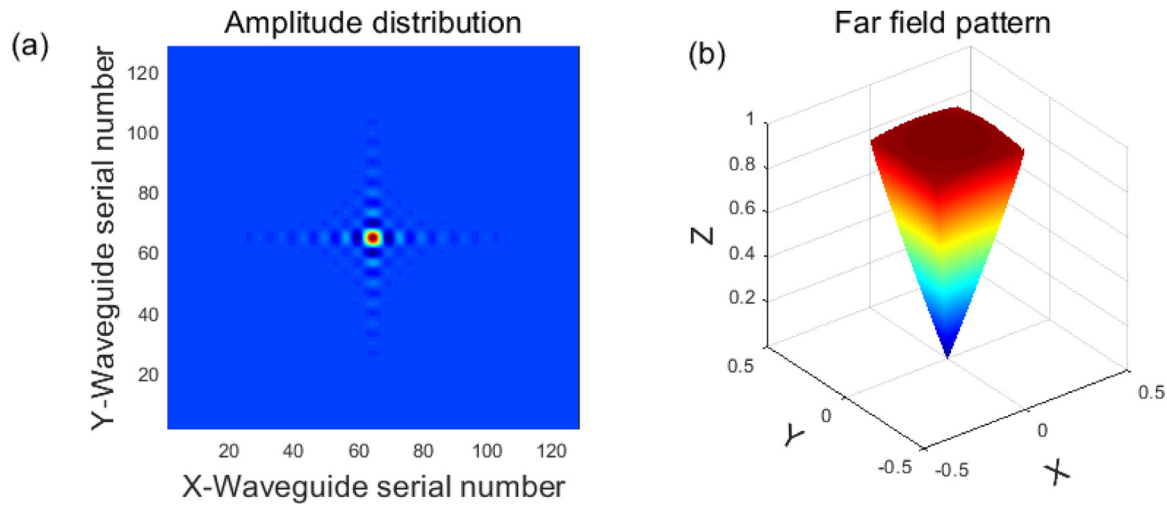 (a)
Amplitude distribution
Y-Waveguide serial number
120
100
80
60
40
20
20 40 60 80 100 120
X-Waveguide serial number
(b)
Far field pattern
Z
1
0.8
0.6
0.4
0.2
0.5
0
-0.5
Y
-0.5
0
0.5
X